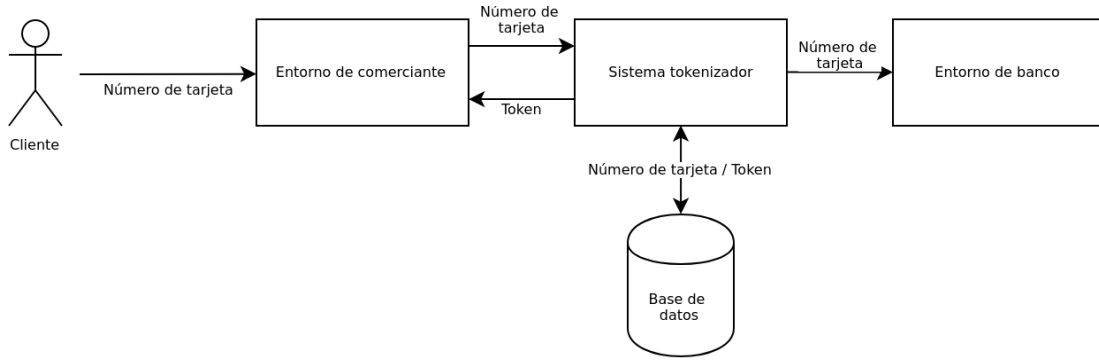 Cliente
Número de tarjeta
Entorno de comerciante
Número de
tarjeta
Token
Sistema tokenizador
Número de
tarjeta
Entorno de banco
Número de tarjeta / Token
Base de
datos